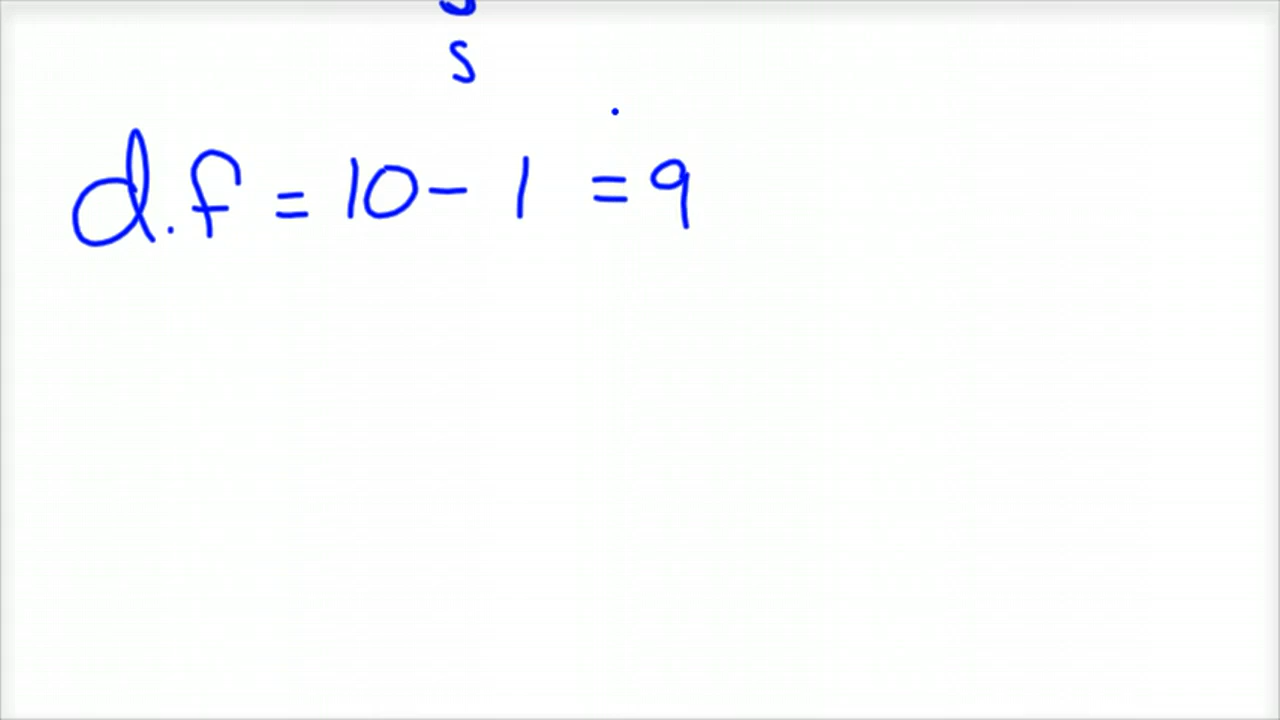 s
d.f = 10 - 1 = 9